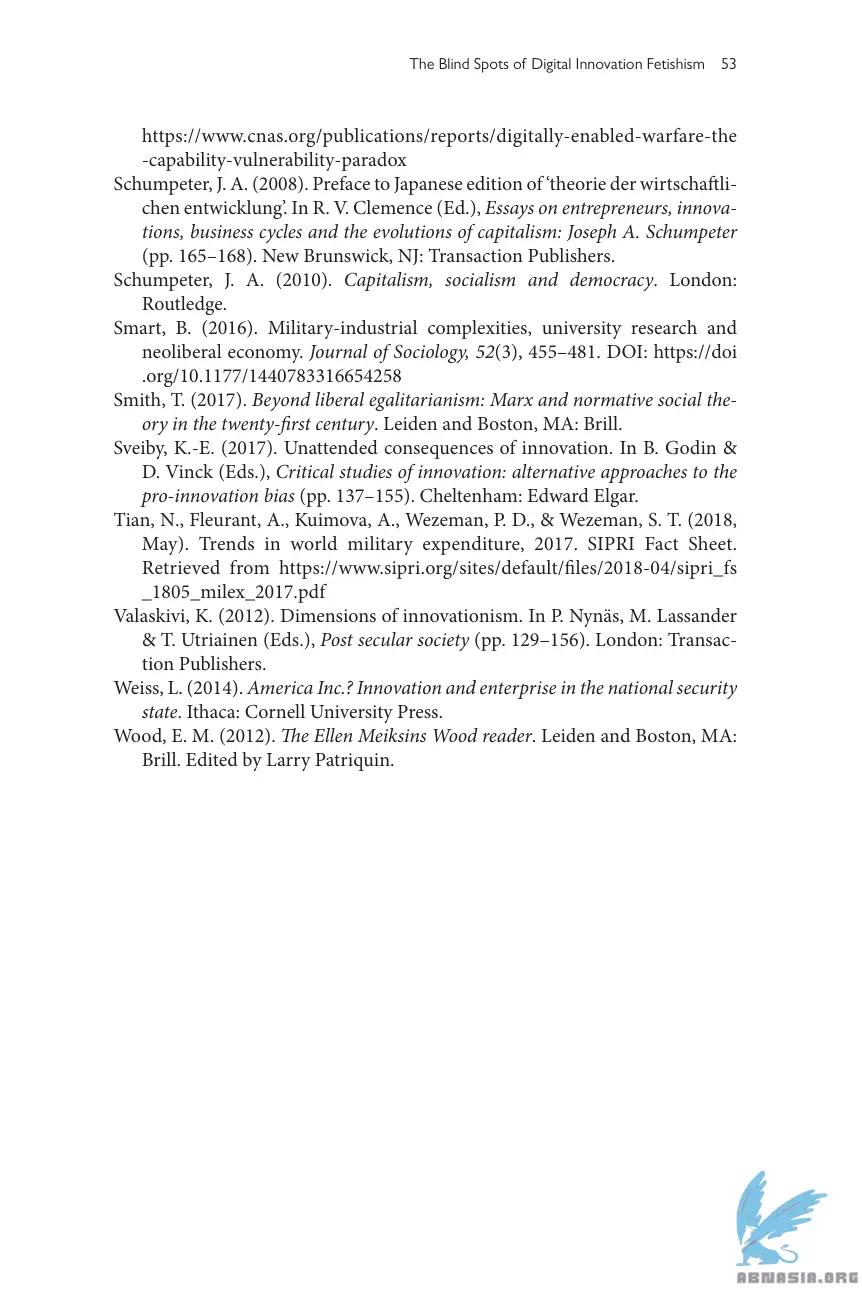 The Blind Spots of Digital Innovation Fetishism 53
https://www.cnas.org/publications/reports/digitally-enabled-warfare-the
-capability-vulnerability-paradox
Schumpeter, J. A. (2008). Preface to Japanese edition of ‘theorie der wirtschaftli-
chen entwicklung’. In R. V. Clemence (Ed.), Essays on entrepreneurs, innova-
tions, business cycles and the evolutions of capitalism: Joseph A. Schumpeter
(pp. 165–168). New Brunswick, NJ: Transaction Publishers.
Schumpeter, J. A. (2010). Capitalism, socialism and democracy. London:
Routledge.
Smart, B. (2016). Military-industrial complexities, university research and
neoliberal economy. Journal of Sociology, 52(3), 455–481. DOI: https://doi
.org/10.1177/1440783316654258
Smith, T. (2017). Beyond liberal egalitarianism: Marx and normative social the-
ory in the twenty-first century. Leiden and Boston, MA: Brill.
Sveiby, K.-E. (2017). Unattended consequences of innovation. In B. Godin &
D. Vinck (Eds.), Critical studies of innovation: alternative approaches to the
pro-innovation bias (pp. 137–155). Cheltenham: Edward Elgar.
Tian, N., Fleurant, A., Kuimova, A., Wezeman, P. D., & Wezeman, S. T. (2018,
May). Trends in world military expenditure, 2017. SIPRI Fact Sheet.
Retrieved from https://www.sipri.org/sites/default/files/2018-04/sipri_fs
_1805_milex_2017.pdf
Valaskivi, K. (2012). Dimensions of innovationism. In P. Nynäs, M. Lassander
& T. Utriainen (Eds.), Post secular society (pp. 129–156). London: Transac-
tion Publishers.
Weiss, L. (2014). America Inc.? Innovation and enterprise in the national security
state. Ithaca: Cornell University Press.
Wood, E. M. (2012). The Ellen Meiksins Wood reader. Leiden and Boston, MA:
Brill. Edited by Larry Patriquin.
ABNASIA.ORG